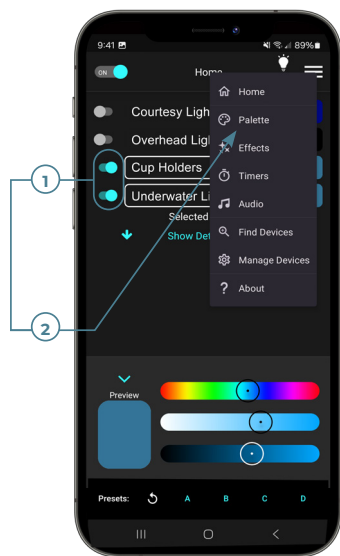 9:41 89%
ON Home
Home
Courtesy Ligh
Palette
Overhead Ligh
Effects
Cup Holders
Timers
Underwater Li
Audio
Selected
Show Det
Find Devices
Manage Devices
? About
1
2
Preview
Presets: A B C D